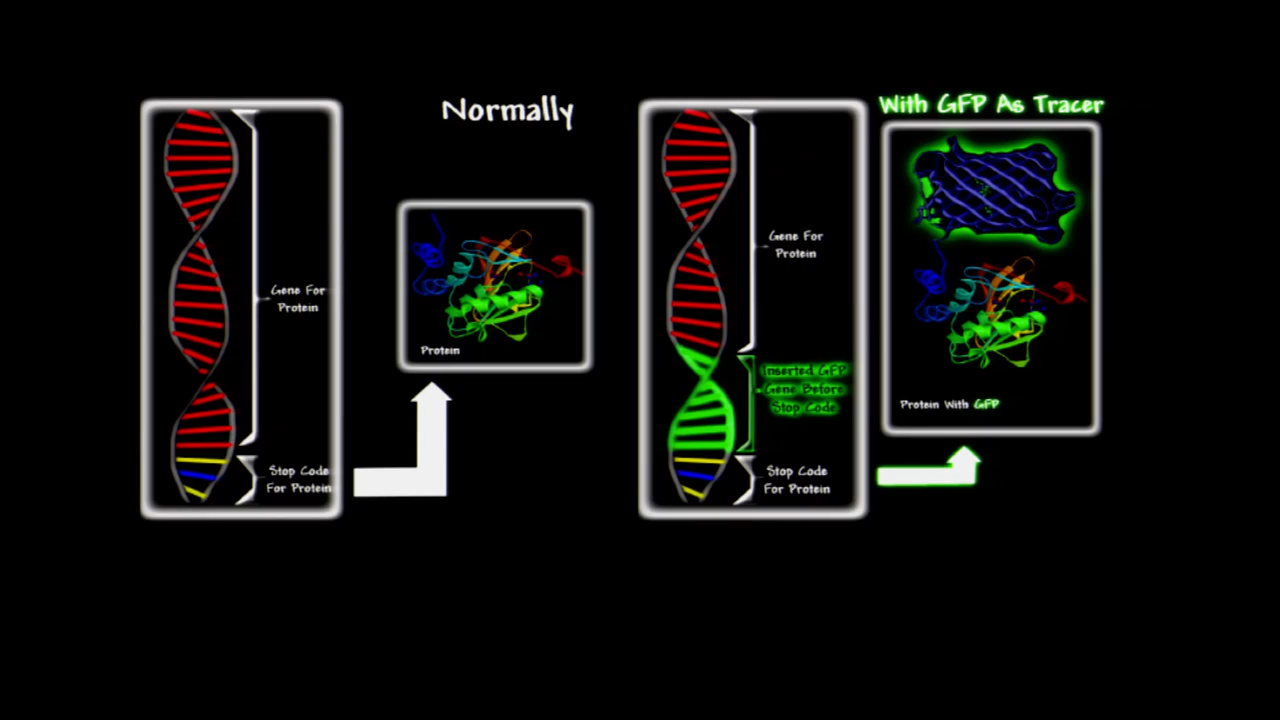 Normally
Gene For
Protein
Stop Code
For Protein
Protein
With GFP As Tracer
Gene For
Protein
Inserted GFP
Gene Before
Stop Code
Stop Code
For Protein
Protein With GFP